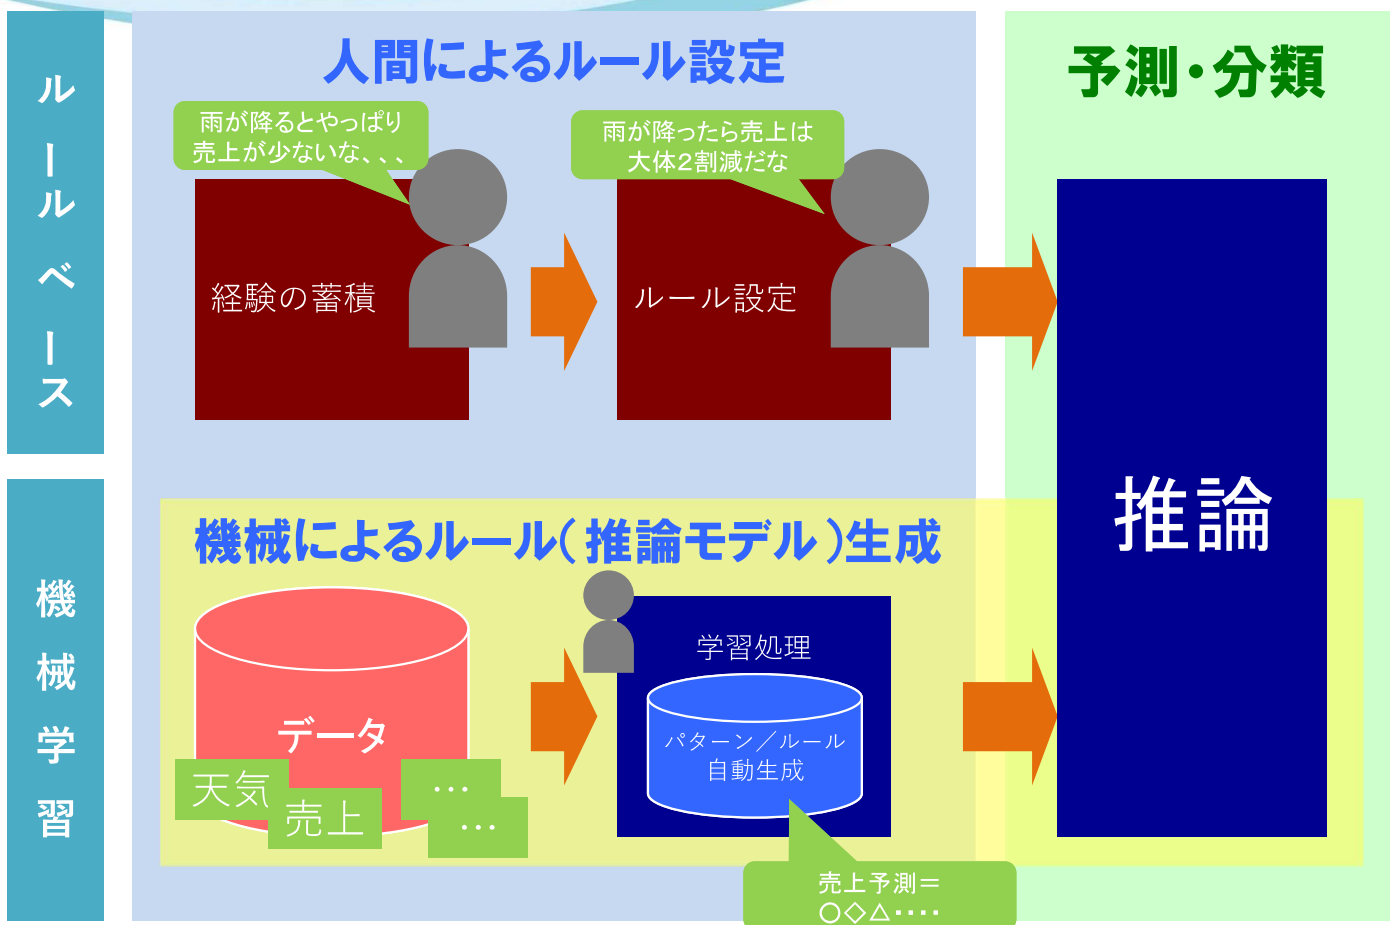 ルールベース
人間によるルール設定
予測・分類
雨が降るとやっぱり
売上が少ないな、、、
雨が降ったら売上は
大体２割減だな
経験の蓄積
ルール設定
推論
機械学習
機械によるルール（推論モデル）生成
データ
天気
売上
…
…
学習処理
パターン／ルール
自動生成
売上予測＝
○◇△・・・・